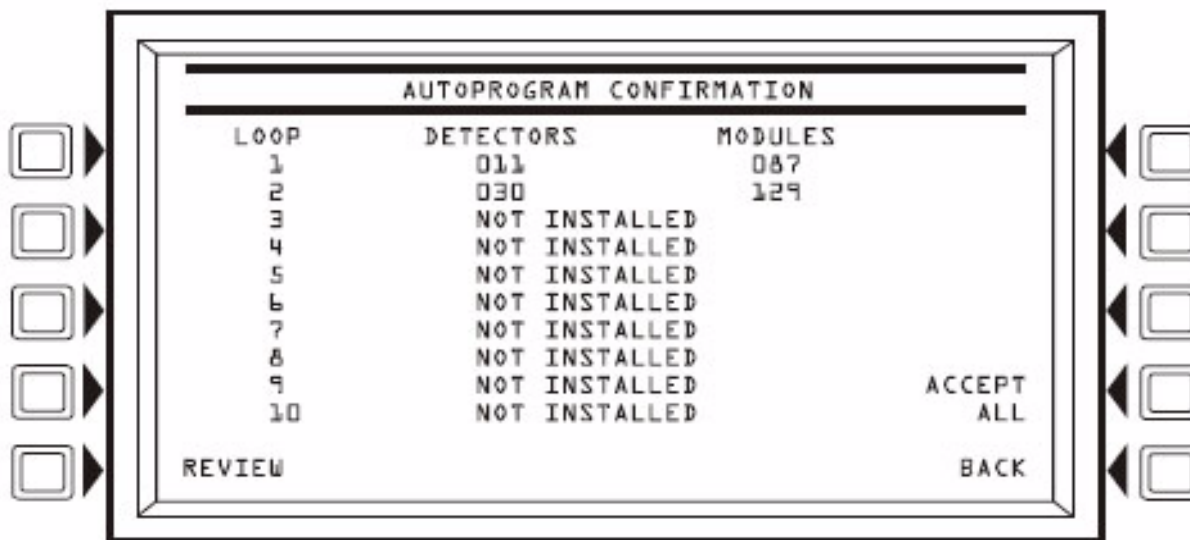 AUTOPROGRAM CONFIRMATION
LOOP DETECTORS MODULES
1 011 087
2 030 129
3 NOT INSTALLED
4 NOT INSTALLED
5 NOT INSTALLED
6 NOT INSTALLED
7 NOT INSTALLED
8 NOT INSTALLED
9 NOT INSTALLED ACCEPT
10 NOT INSTALLED ALL
REVIEW BACK